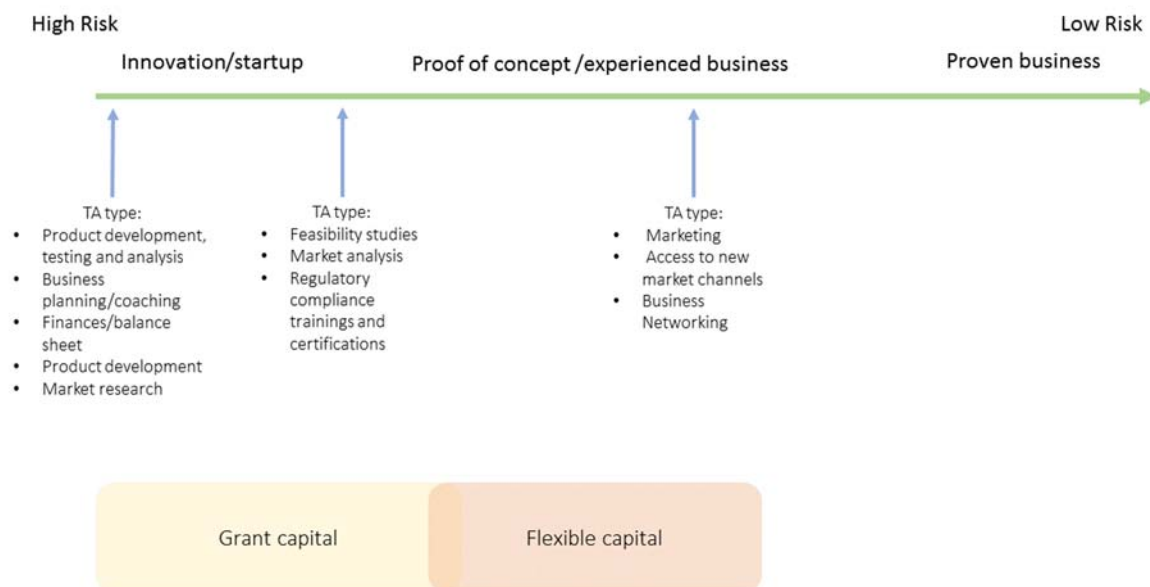 High Risk
Low Risk
Innovation/startup
Proof of concept /experienced business
Proven business
TA type:
• Product development,
testing and analysis
• Business
planning/coaching
• Finances/balance
sheet
• Product development
• Market research
TA type:
• Feasibility studies
• Market analysis
• Regulatory
compliance
trainings and
certifications
TA type:
• Marketing
• Access to new
market channels
• Business
Networking
Grant capital
Flexible capital